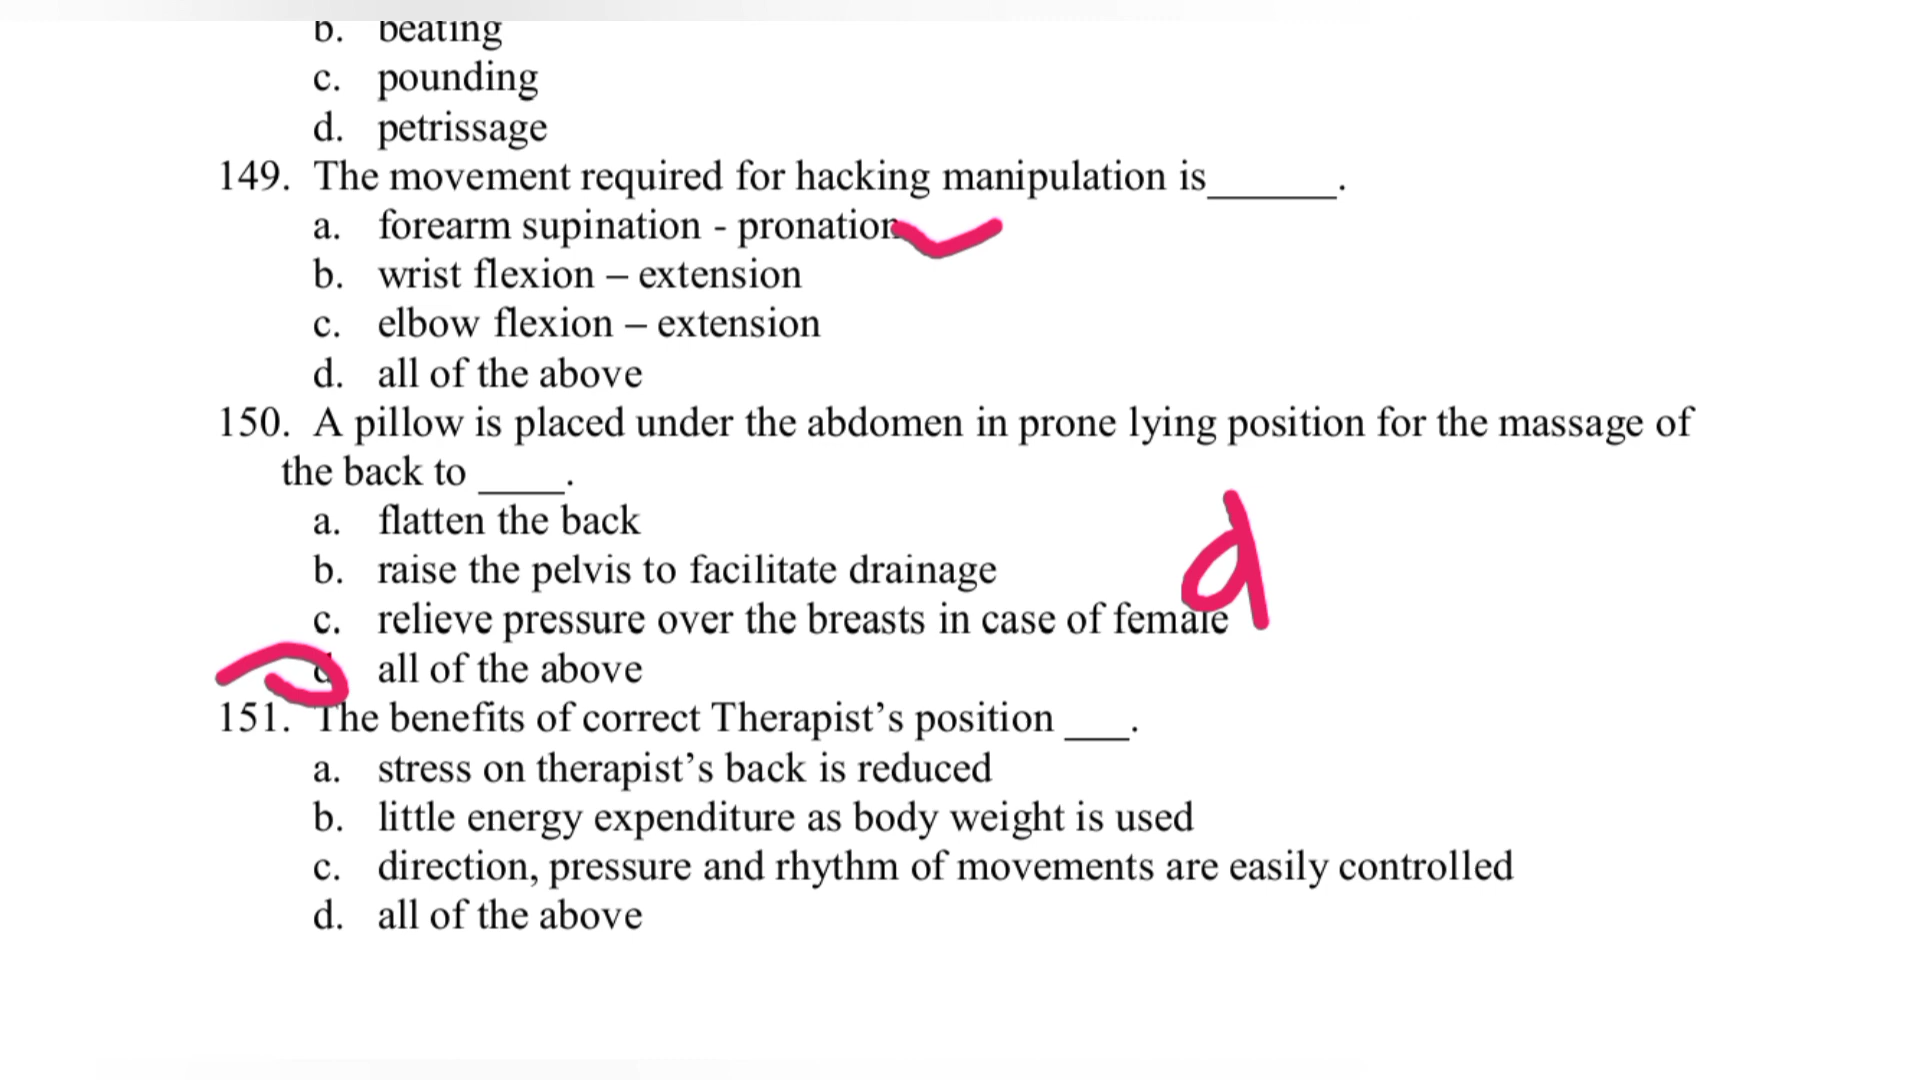 b. beating
c. pounding
d. petrissage
149. The movement required for hacking manipulation is______.
a. forearm supination - pronation
b. wrist flexion – extension
c. elbow flexion – extension
d. all of the above
150. A pillow is placed under the abdomen in prone lying position for the massage of
the back to ____.
a. flatten the back
b. raise the pelvis to facilitate drainage
d
c. relieve pressure over the breasts in case of female
d. all of the above
151. The benefits of correct Therapist’s position ___.
a. stress on therapist’s back is reduced
b. little energy expenditure as body weight is used
c. direction, pressure and rhythm of movements are easily controlled
d. all of the above